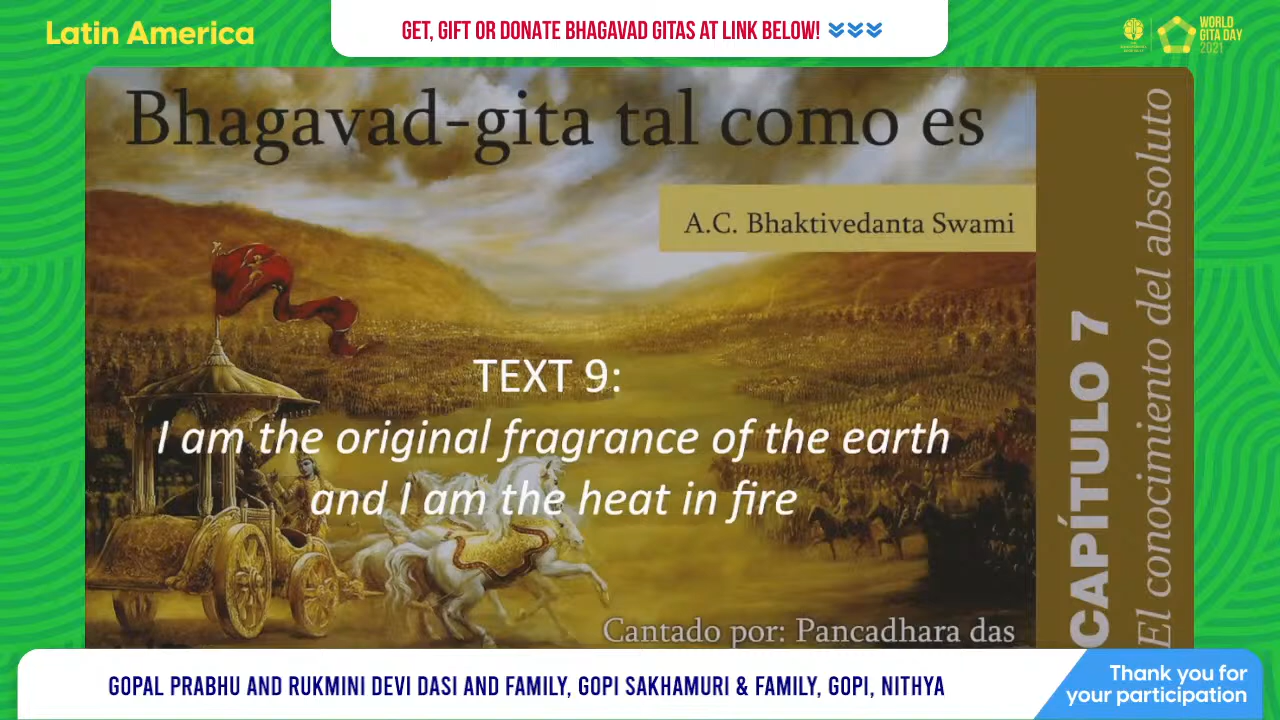 Latin America
GET, GIFT OR DONATE BHAGAVAD GITAS AT LINK BELOW!
WORLD
GITA DAY
2021
Bhagavad-gita tal como es
A.C. Bhaktivedanta Swami
TEXT 9:
I am the original fragrance of the earth
and I am the heat in fire
Cantado por: Pancadhara das
CAPÍTULO 7
El conocimiento del absoluto
GOPAL PRABHU AND RUKMINI DEVI DASI AND FAMILY, GOPI SAKHAMURI & FAMILY, GOPI, NITHYA
Thank you for
your participation